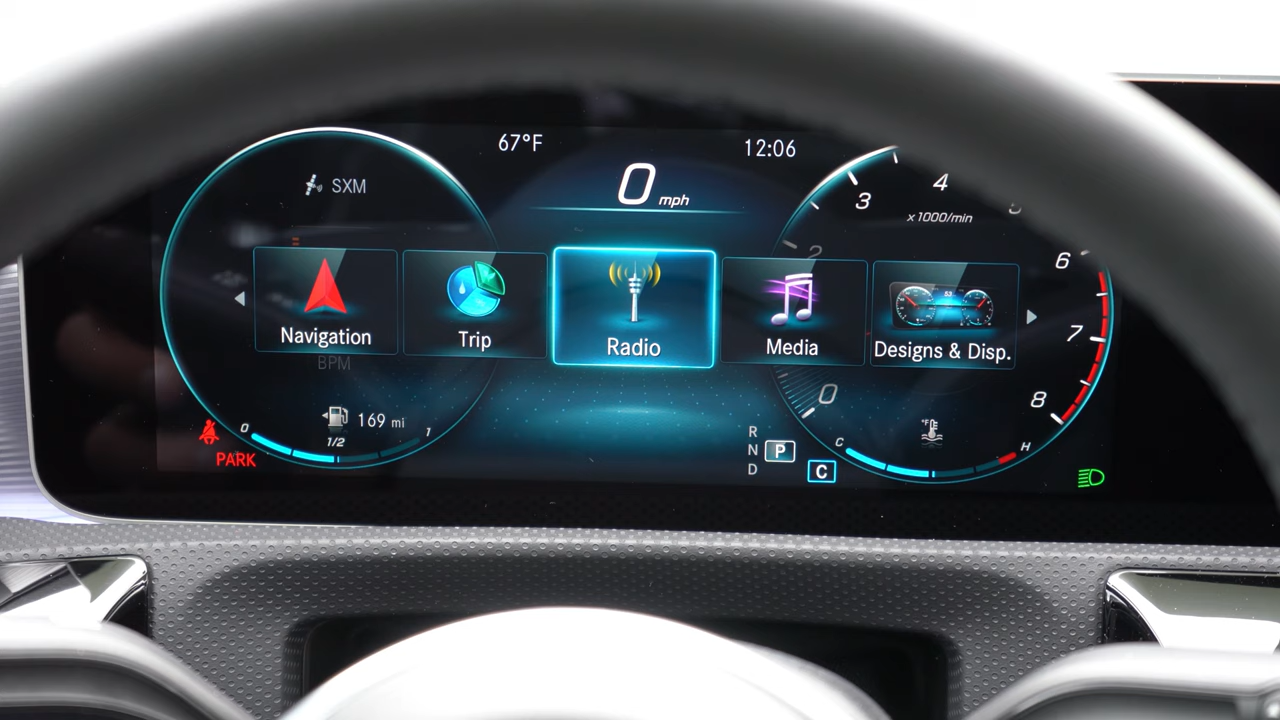 67°F
12:06
SXM
0 mph
2
3
4
5
6
7
8
x1000/min
Navigation
Trip
Radio
Media
Designs & Disp.
BPM
0
169 mi
0
1/2
1
PARK
R
N P
D
C
°F
C
H